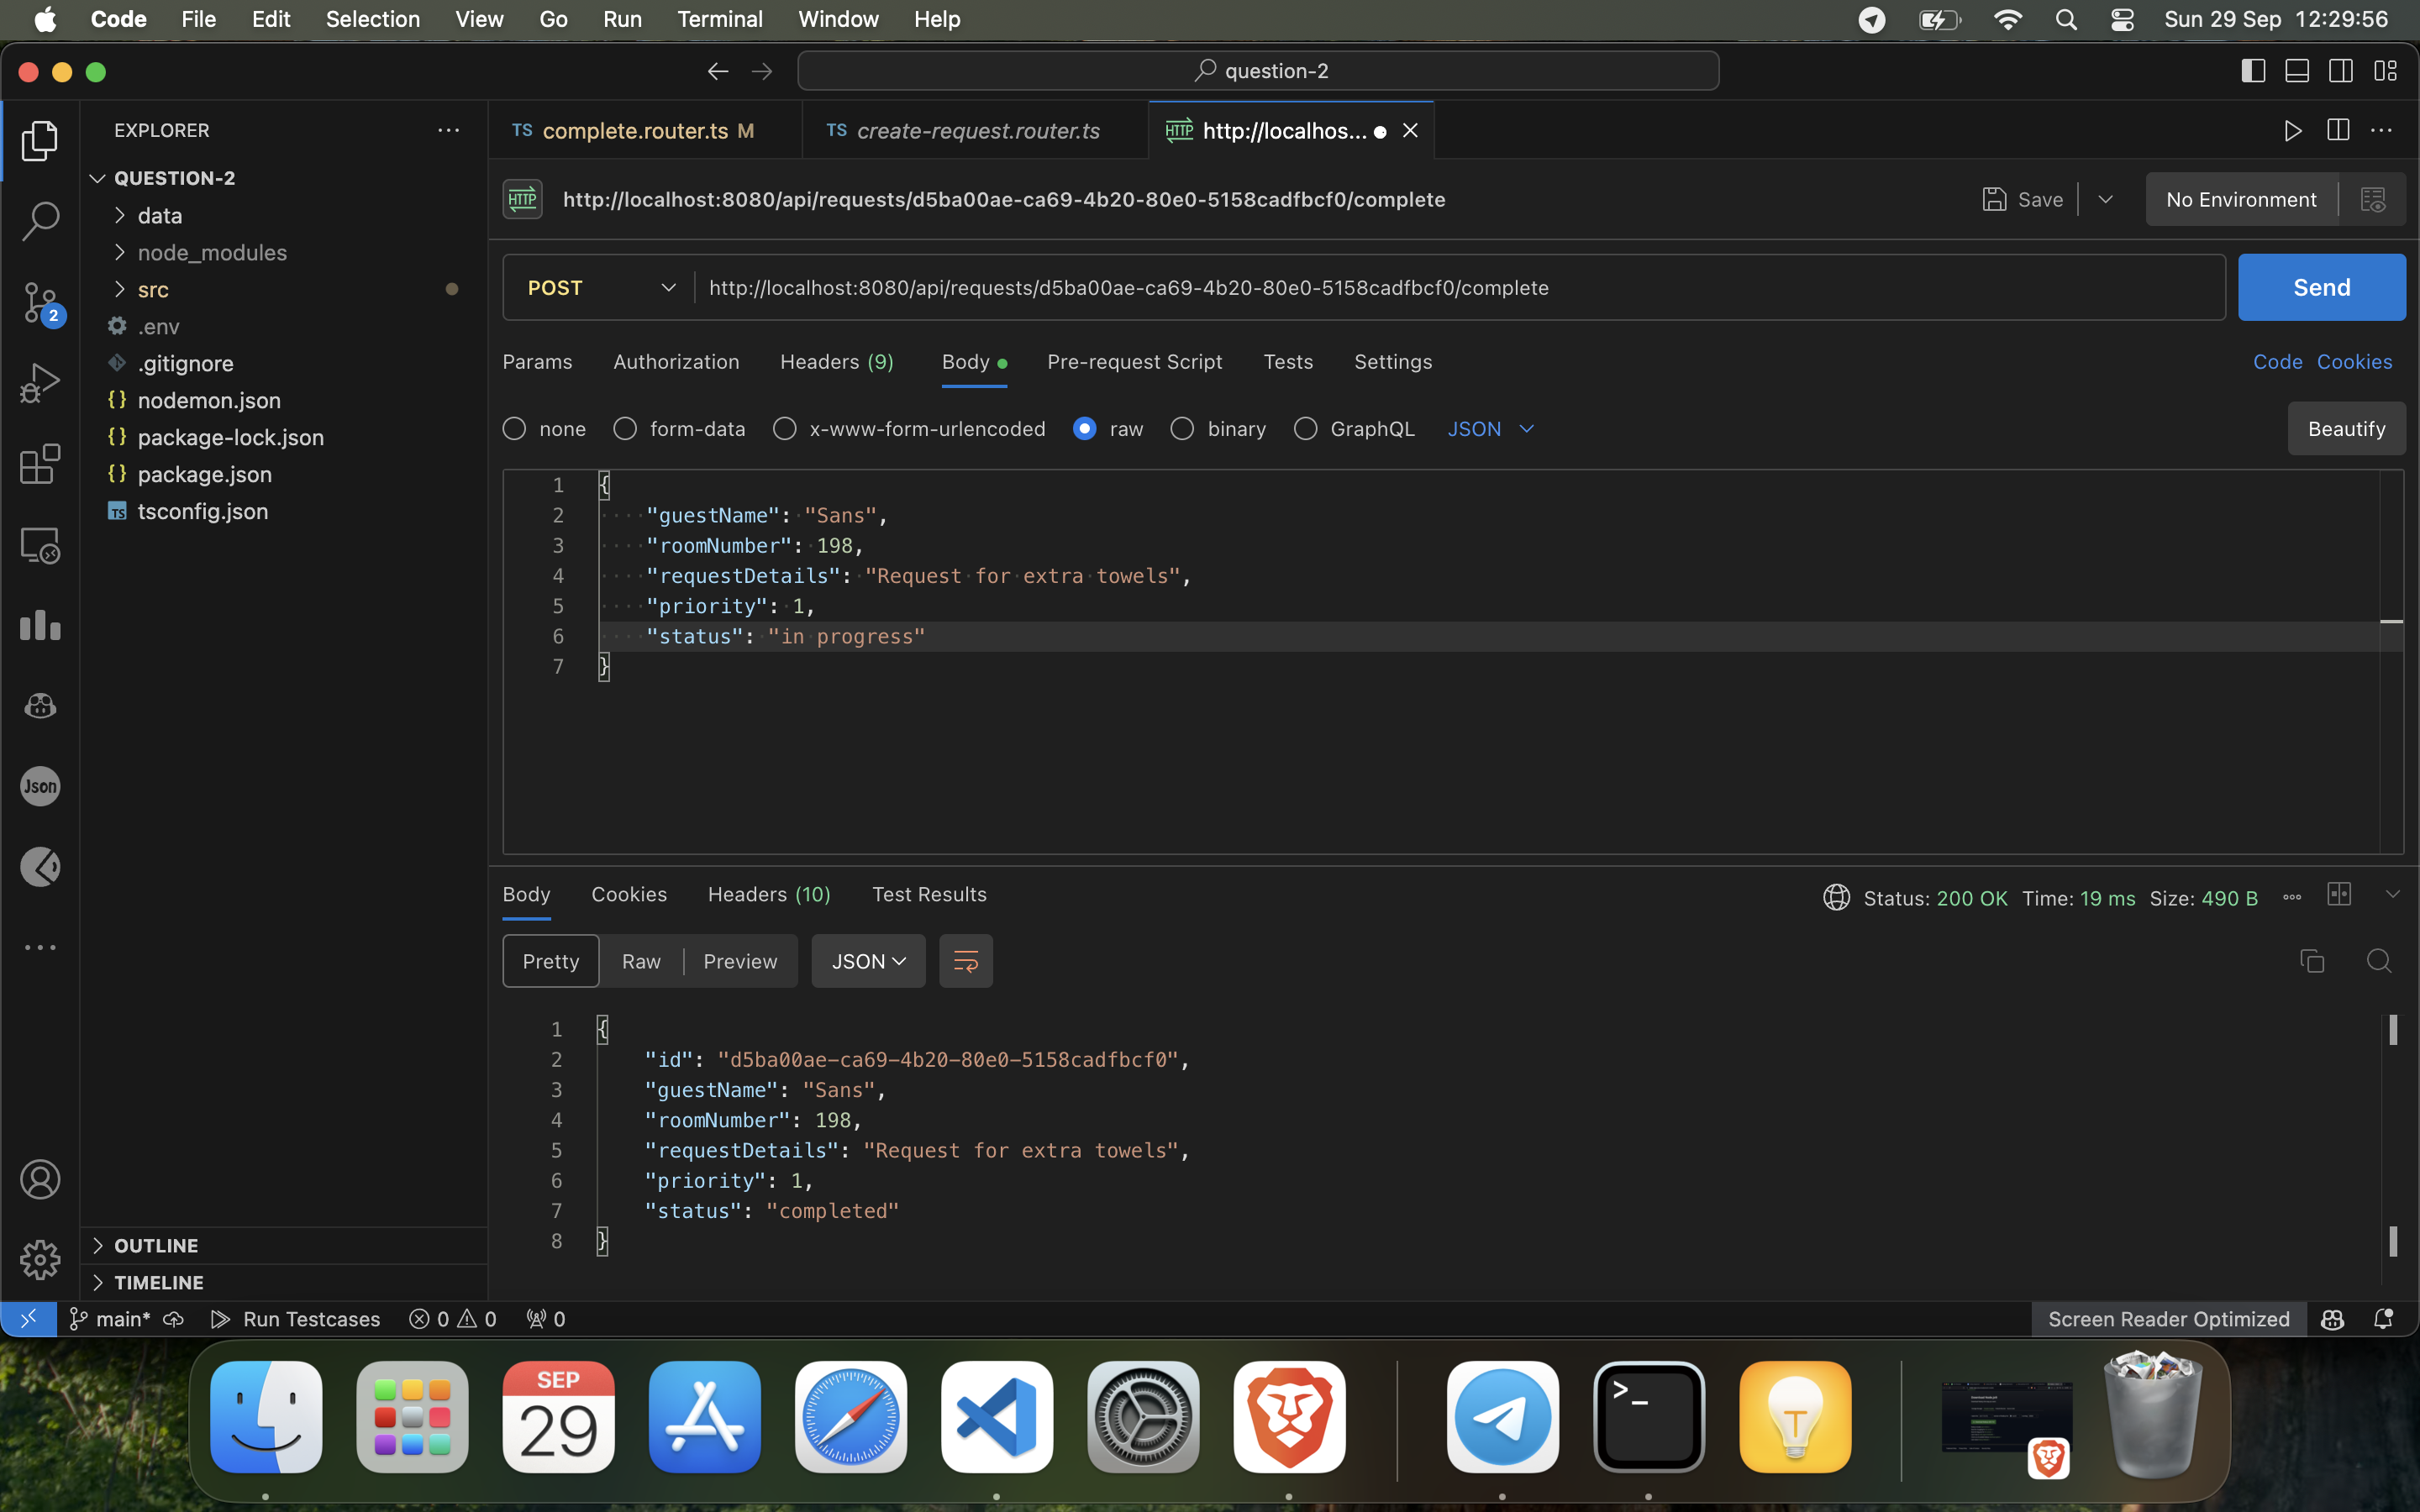 Code File Edit Selection View Go Run Terminal Window Help Sun 29 Sep 12:29:56
question-2
EXPLORER
TS complete.router.ts M TS create-request.router.ts HTTP http://localhos...
QUESTION-2
data
node_modules
src
.env
.gitignore
{} nodemon.json
{} package-lock.json
{} package.json
TS tsconfig.json
2
Json
OUTLINE
TIMELINE
HTTP http://localhost:8080/api/requests/d5ba00ae-ca69-4b20-80e0-5158cadfbcf0/complete Save No Environment
POST http://localhost:8080/api/requests/d5ba00ae-ca69-4b20-80e0-5158cadfbcf0/complete Send
Params Authorization Headers (9) Body Pre-request Script Tests Settings Code Cookies
none form-data x-www-form-urlencoded raw binary GraphQL JSON Beautify
1 {
2 "guestName": "Sans",
3 "roomNumber": 198,
4 "requestDetails": "Request for extra towels",
5 "priority": 1,
6 "status": "in progress"
7 }
Body Cookies Headers (10) Test Results Status: 200 OK Time: 19 ms Size: 490 B
Pretty Raw Preview JSON
1 {
2 "id": "d5ba00ae-ca69-4b20-80e0-5158cadfbcf0",
3 "guestName": "Sans",
4 "roomNumber": 198,
5 "requestDetails": "Request for extra towels",
6 "priority": 1,
7 "status": "completed"
8 }
main* Run Testcases 0 0 0 Screen Reader Optimized
SEP
29
>_
T